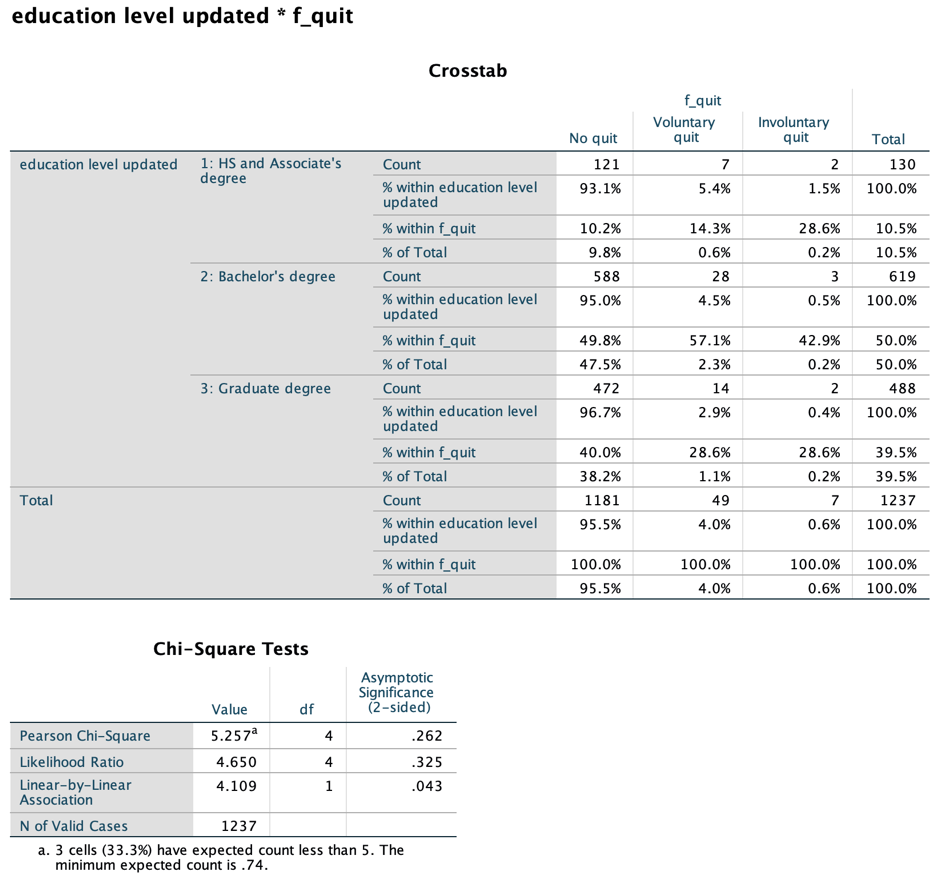 education level updated * f_quit
Crosstab
f_quit
No quit Voluntary quit Involuntary quit Total
education level updated 1: HS and Associate's degree Count 121 7 2 130
% within education level updated 93.1% 5.4% 1.5% 100.0%
% within f_quit 10.2% 14.3% 28.6% 10.5%
% of Total 9.8% 0.6% 0.2% 10.5%
2: Bachelor's degree Count 588 28 3 619
% within education level updated 95.0% 4.5% 0.5% 100.0%
% within f_quit 49.8% 57.1% 42.9% 50.0%
% of Total 47.5% 2.3% 0.2% 50.0%
3: Graduate degree Count 472 14 2 488
% within education level updated 96.7% 2.9% 0.4% 100.0%
% within f_quit 40.0% 28.6% 28.6% 39.5%
% of Total 38.2% 1.1% 0.2% 39.5%
Total Count 1181 49 7 1237
% within education level updated 95.5% 4.0% 0.6% 100.0%
% within f_quit 100.0% 100.0% 100.0% 100.0%
% of Total 95.5% 4.0% 0.6% 100.0%
Chi-Square Tests
Value df Asymptotic Significance (2-sided)
Pearson Chi-Square 5.257a 4 .262
Likelihood Ratio 4.650 4 .325
Linear-by-Linear Association 4.109 1 .043
N of Valid Cases 1237
a. 3 cells (33.3%) have expected count less than 5. The
minimum expected count is .74.